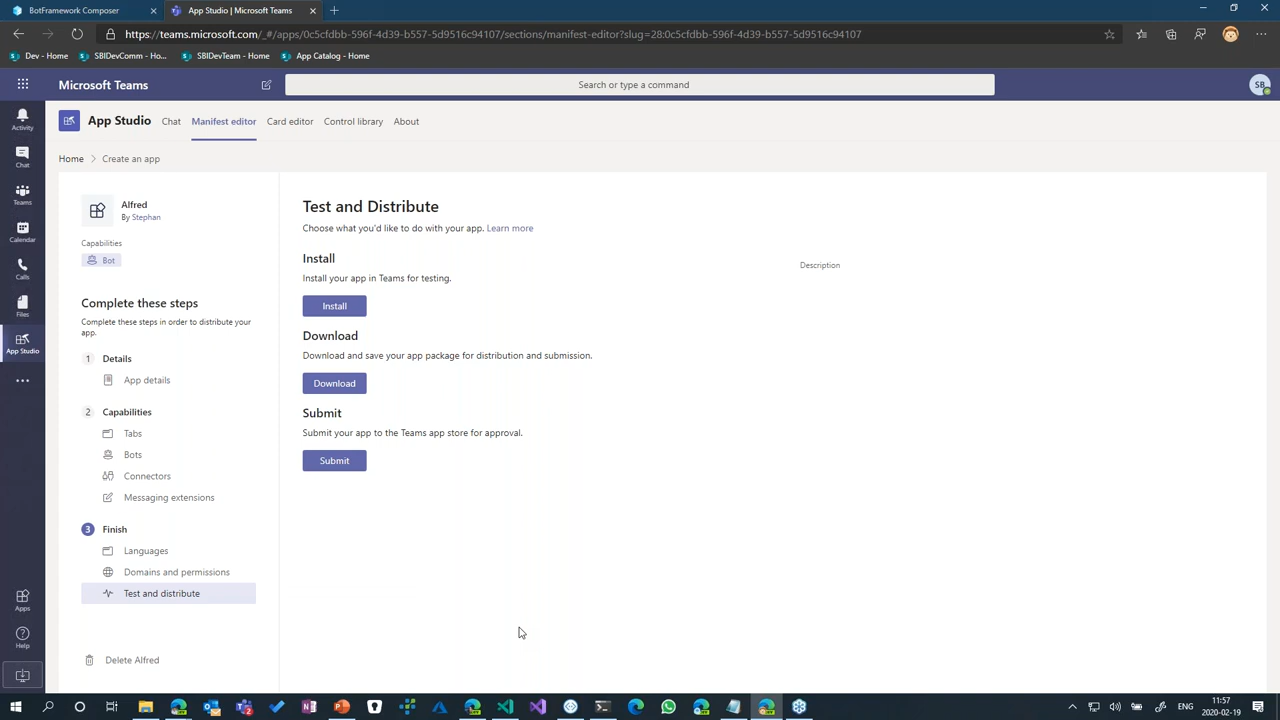 BotFramework Composer
App Studio | Microsoft Teams
https://teams.microsoft.com/_#/apps/0c5cfdbb-596f-4d39-b557-5d9516c94107/sections/manifest-editor?slug=28:0c5cfdbb-596f-4d39-b557-5d9516c94107
Dev - Home
SBIDevComm - Ho...
SBIDevTeam - Home
App Catalog - Home
Microsoft Teams
Search or type a command
SB
Activity
Chat
Teams
Calendar
Calls
Files
App Studio
Apps
Help
App Studio
Chat
Manifest editor
Card editor
Control library
About
Home
Create an app
Alfred
By Stephan
Capabilities
Bot
Complete these steps
Complete these steps in order to distribute your
app.
1 Details
App details
2 Capabilities
Tabs
Bots
Connectors
Messaging extensions
3 Finish
Languages
Domains and permissions
Test and distribute
Delete Alfred
Test and Distribute
Choose what you'd like to do with your app. Learn more
Install
Install your app in Teams for testing.
Install
Download
Download and save your app package for distribution and submission.
Download
Submit
Submit your app to the Teams app store for approval.
Submit
Description
ENG
11:57
2020-02-19